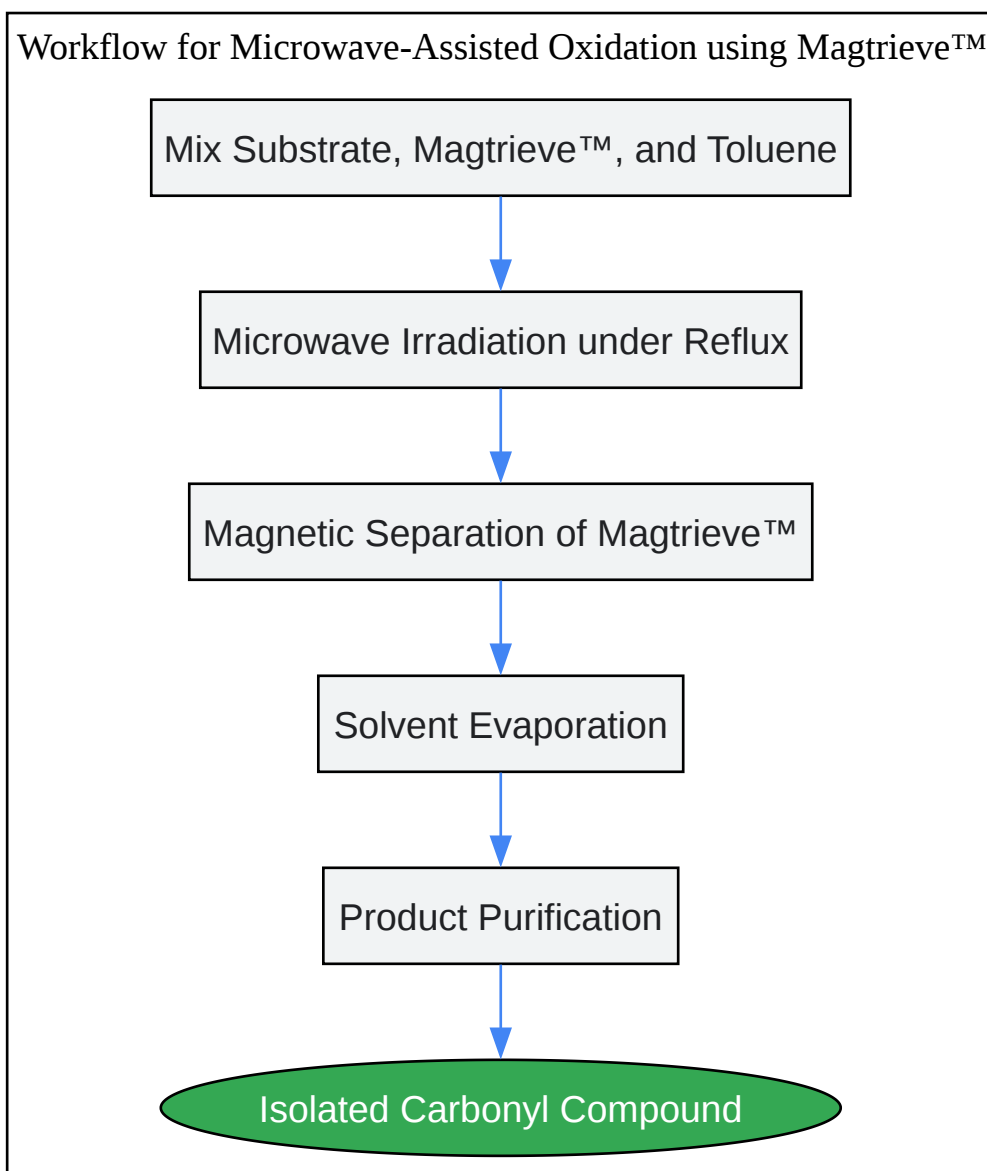 Workflow for Microwave-Assisted Oxidation using Magtrieve™
Mix Substrate, Magtrieve™, and Toluene
Microwave Irradiation under Reflux
Magnetic Separation of Magtrieve™
Solvent Evaporation
Product Purification
Isolated Carbonyl Compound